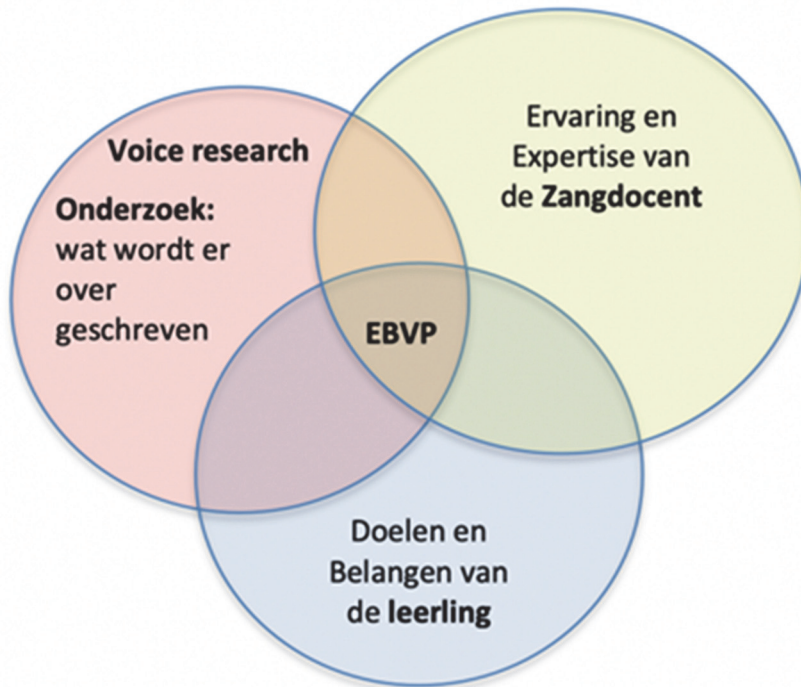 Voice research
Onderzoek:
wat wordt er
over
geschreven
Ervaring en
Expertise van
de Zangdocent
EBVP
Doelen en
Belangen van
de leerling